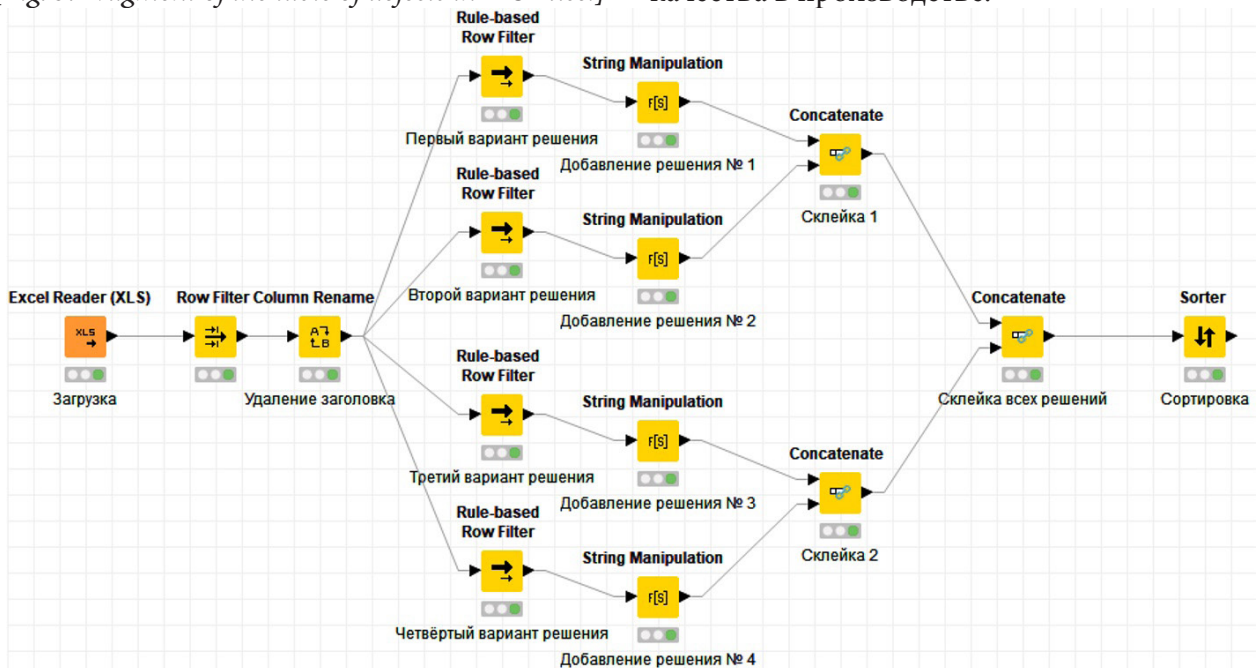 качества в производстве.
Rule-based
Row Filter
String Manipulation
F[S]
Первый вариант решения
Добавление решения № 1
Concatenate
Склейка 1
Rule-based
Row Filter
String Manipulation
F[S]
Второй вариант решения
Добавление решения № 2
Excel Reader (XLS)
XLS
Загрузка
Row Filter
Column Rename
A
B
Удаление заголовка
Rule-based
Row Filter
String Manipulation
F[S]
Третий вариант решения
Добавление решения № 3
Concatenate
Склейка 2
Rule-based
Row Filter
String Manipulation
F[S]
Четвёртый вариант решения
Добавление решения № 4
Concatenate
Склейка всех решений
Sorter
Сортировка